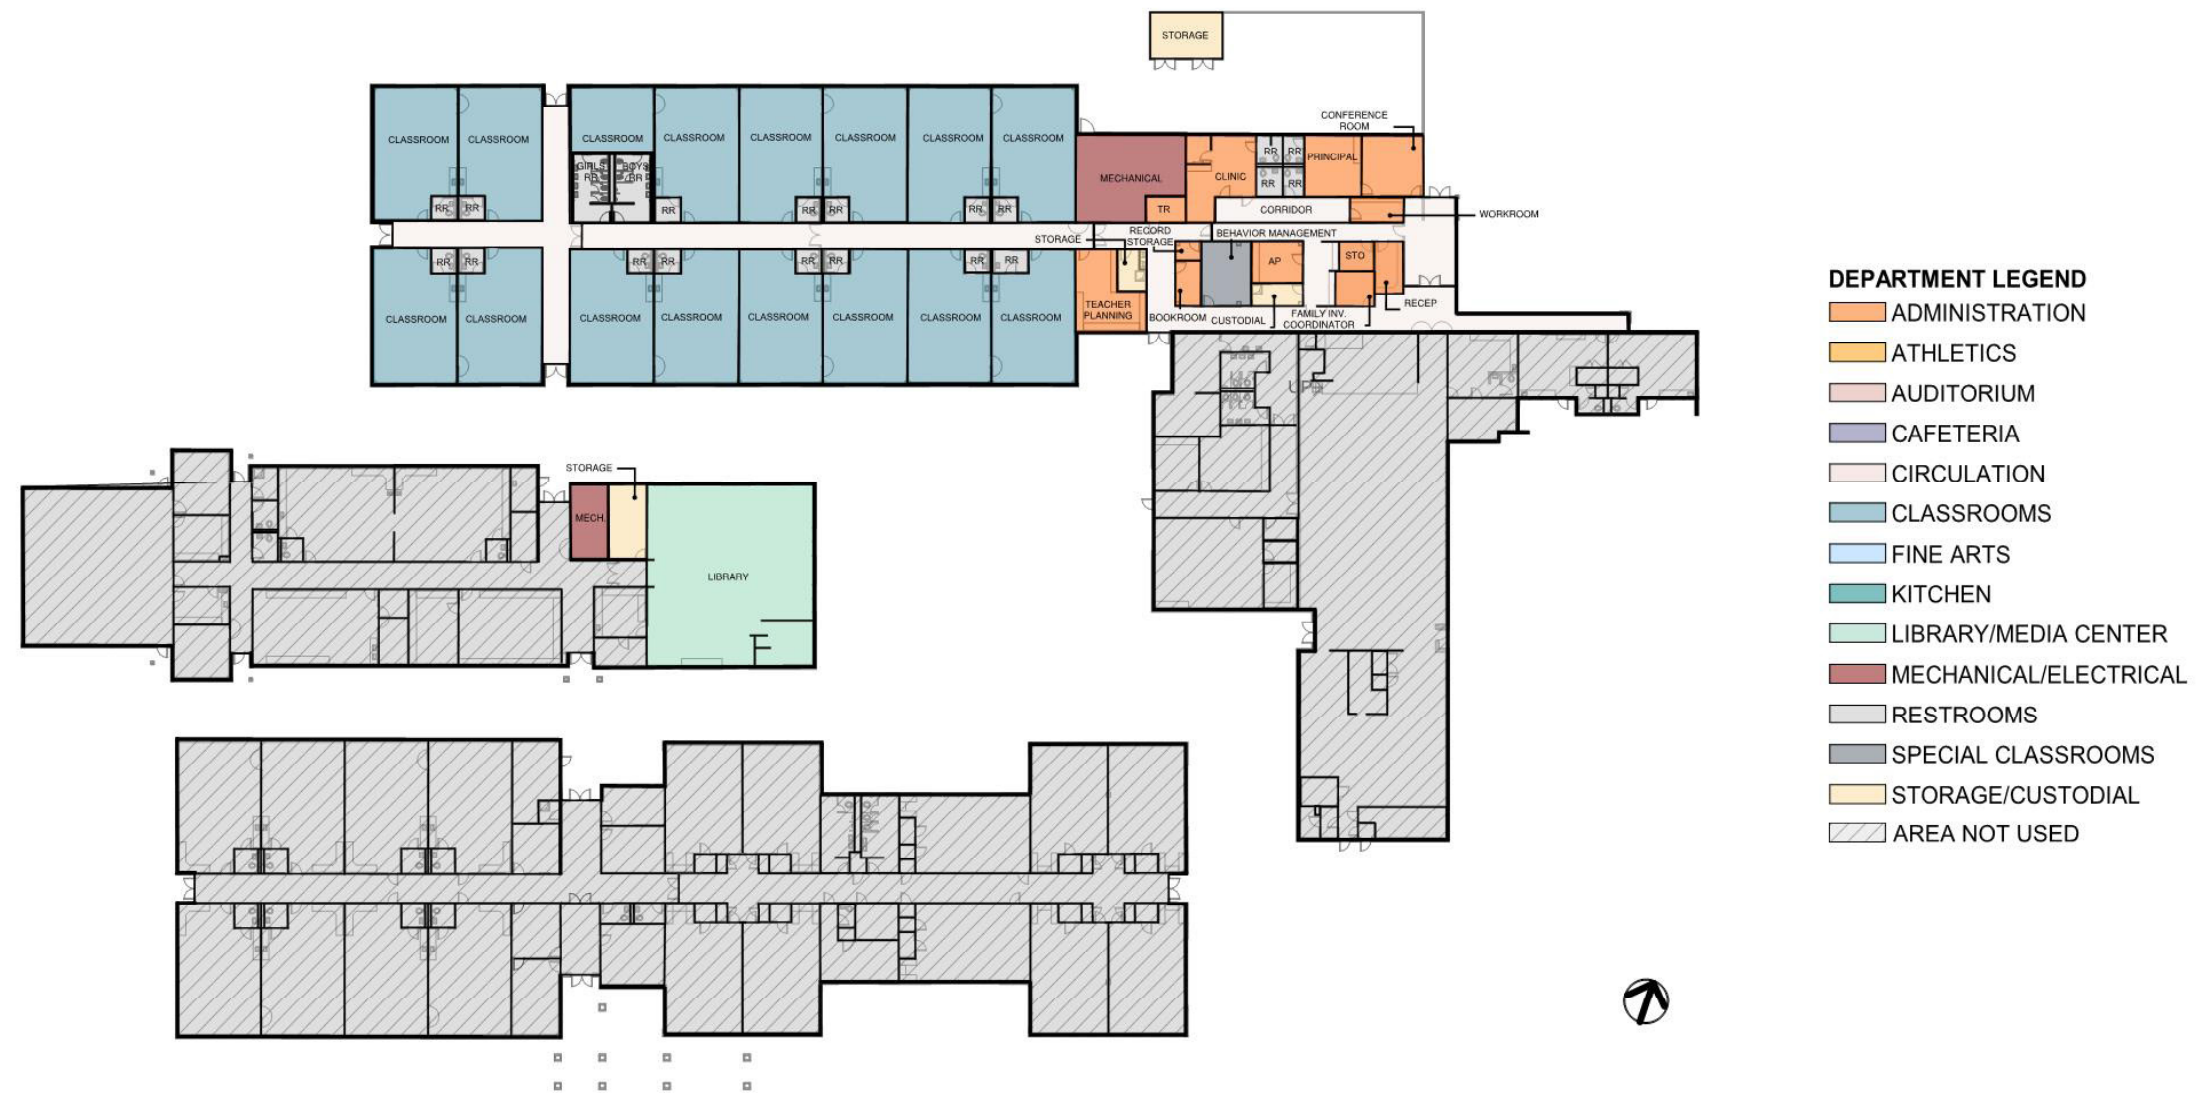 STORAGE
CONFERENCE
ROOM
CLASSROOM
CLASSROOM
CLASSROOM
CLASSROOM
CLASSROOM
CLASSROOM
CLASSROOM
CLASSROOM
GIRLS
RR
BOYS
RR
RR
RR
RR
RR
RR
RR
RR
MECHANICAL
TR
CLINIC
RR
RR
RR
RR
PRINCIPAL
CORRIDOR
WORKROOM
STORAGE
RECORD
STORAGE
BEHAVIOR MANAGEMENT
AP
STO
RR
RR
RR
RR
RR
RR
RR
RR
TEACHER
PLANNING
BOOKROOM
CUSTODIAL
FAMILY INV.
COORDINATOR
RECEP
CLASSROOM
CLASSROOM
CLASSROOM
CLASSROOM
CLASSROOM
CLASSROOM
CLASSROOM
CLASSROOM
UP
STORAGE
MECH.
LIBRARY
DEPARTMENT LEGEND
ADMINISTRATION
ATHLETICS
AUDITORIUM
CAFETERIA
CIRCULATION
CLASSROOMS
FINE ARTS
KITCHEN
LIBRARY/MEDIA CENTER
MECHANICAL/ELECTRICAL
RESTROOMS
SPECIAL CLASSROOMS
STORAGE/CUSTODIAL
AREA NOT USED